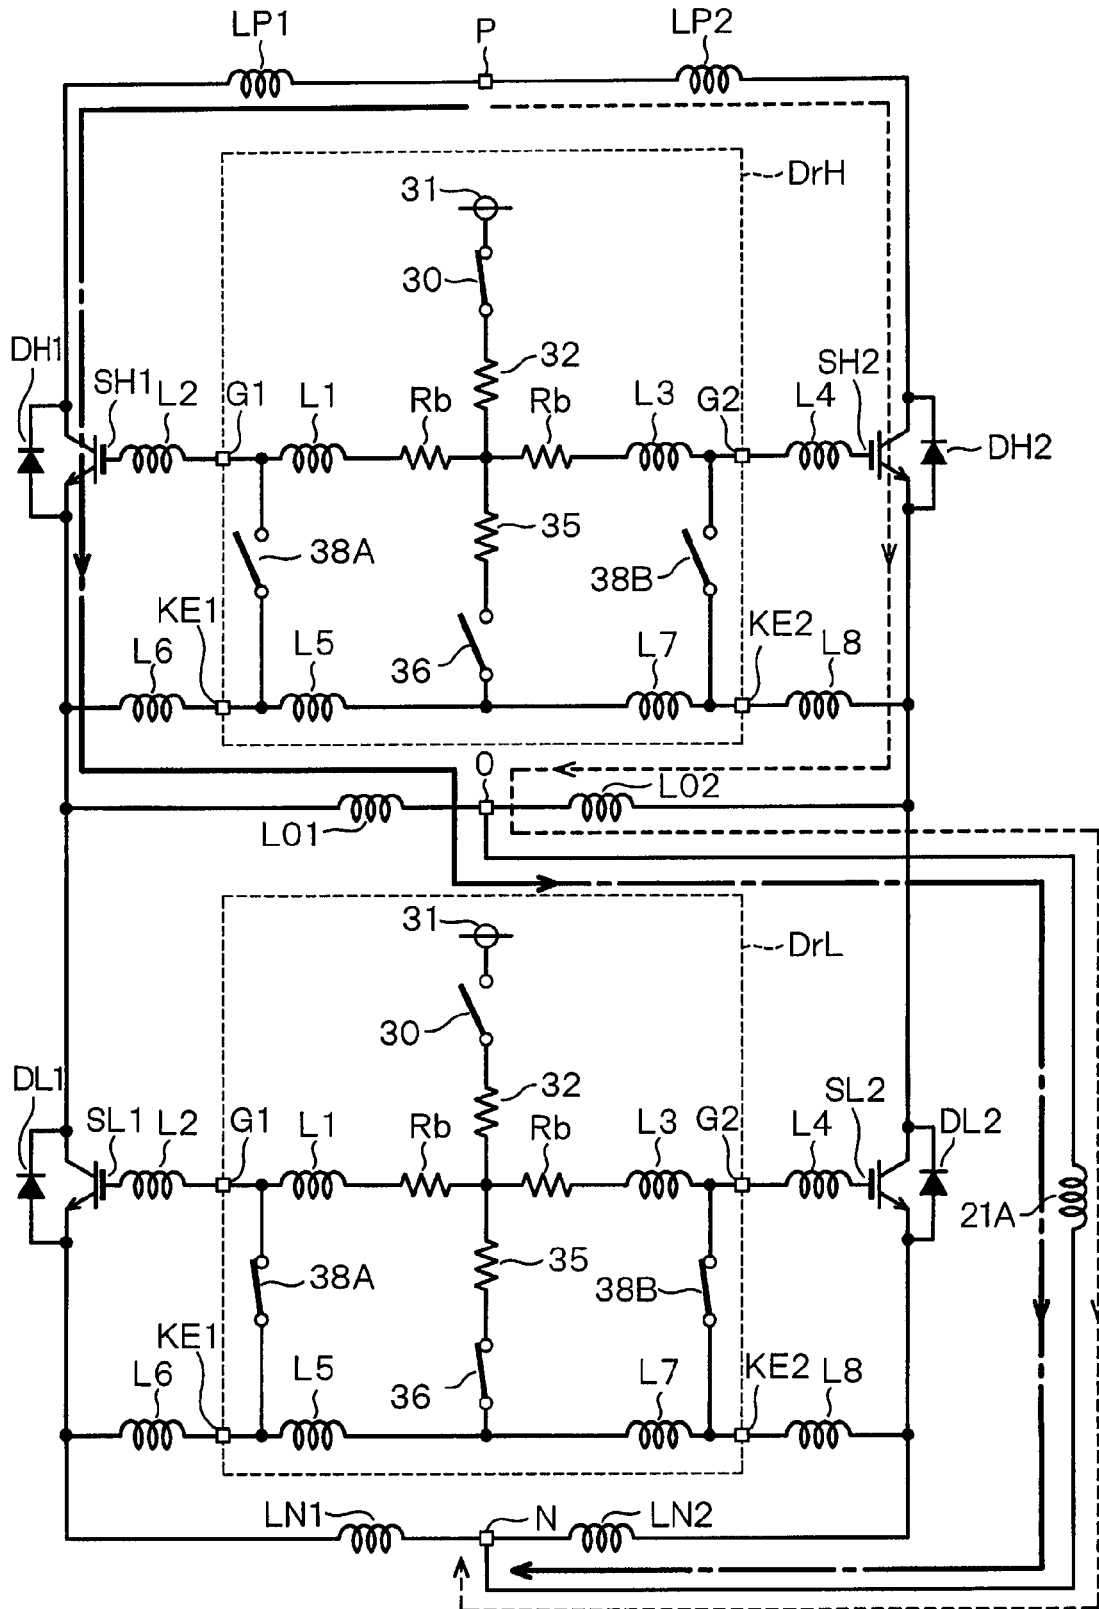 LP1 P LP2
DrH
31
30
DH1 SH1 L2 G1 L1 Rb 32 Rb L3 G2 L4 SH2 DH2
38A 35 38B
L6 KE1 L5 36 L7 KE2 L8
O
LO1 LO2
31
DrL
30
DL1 SL1 L2 G1 L1 Rb 32 Rb L3 G2 L4 SL2 DL2
21A
38A 35 38B
L6 KE1 L5 36 L7 KE2 L8
LN1 N LN2